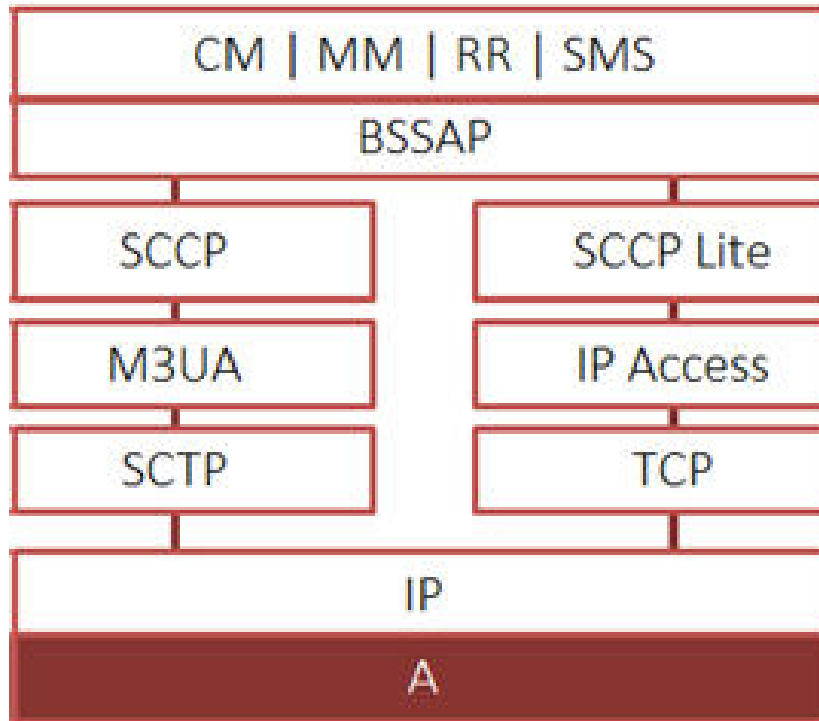 CM | MM | RR | SMS
BSSAP
SCCP
SCCP Lite
M3UA
IP Access
SCTP
TCP
IP
A